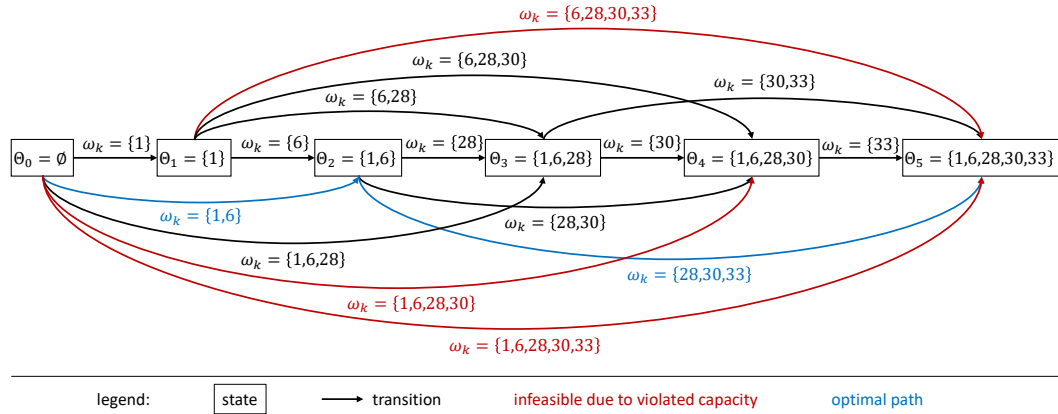 ω_k = {6,28,30,33}
ω_k = {6,28,30}
ω_k = {6,28}
ω_k = {30,33}
ω_k = {1}
ω_k = {6}
ω_k = {28}
ω_k = {30}
ω_k = {33}
Θ_0 = ∅
Θ_1 = {1}
Θ_2 = {1,6}
Θ_3 = {1,6,28}
Θ_4 = {1,6,28,30}
Θ_5 = {1,6,28,30,33}
ω_k = {1,6}
ω_k = {28,30}
ω_k = {1,6,28}
ω_k = {28,30,33}
ω_k = {1,6,28,30}
ω_k = {1,6,28,30,33}
legend: state transition infeasible due to violated capacity optimal path